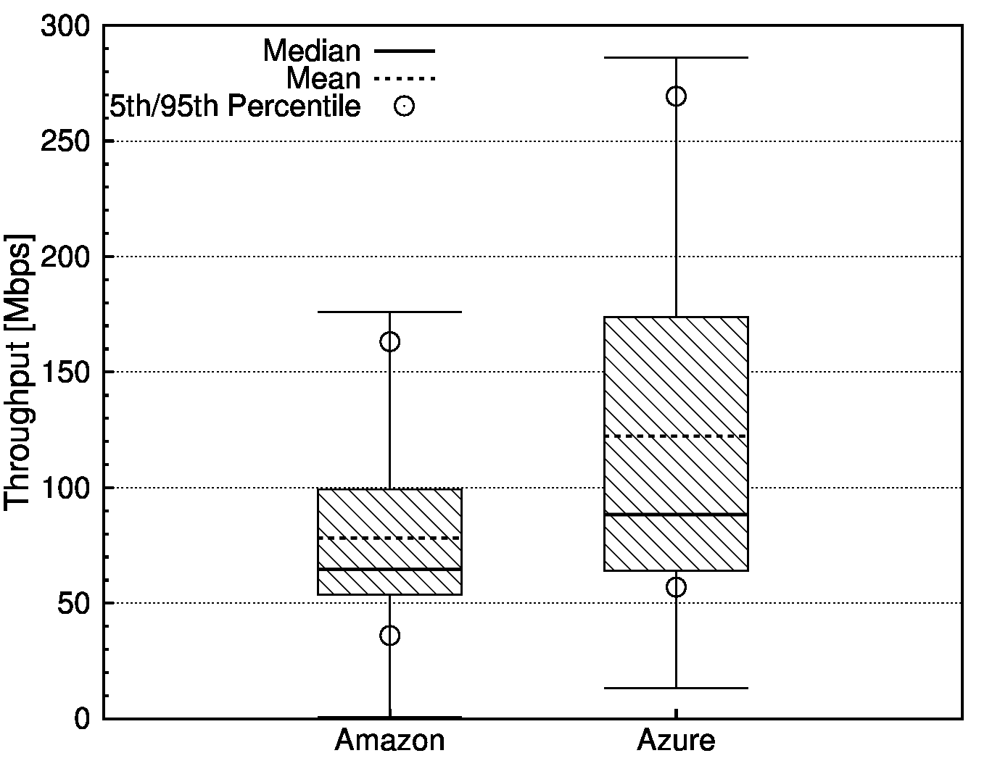 300
Median
Mean
5th/95th Percentile
250
200
150
100
50
0
Throughput [Mbps]
Amazon
Azure